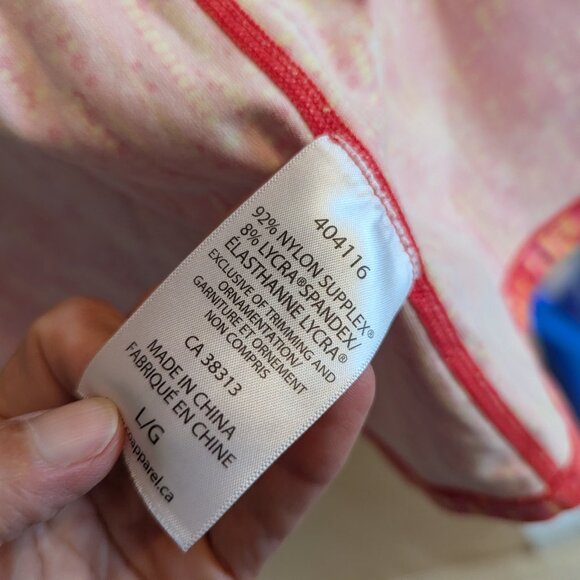 404116
92% NYLON SUPPLEX®
8% LYCRA® SPANDEX/
ELASTHANNE LYCRA®
EXCLUSIVE OF TRIMMING AND
ORNAMENTATION/
GARNITURE ET ORNEMENT
NON COMPRIS
CA 38313
MADE IN CHINA
FABRIQUÉ EN CHINE
L/G